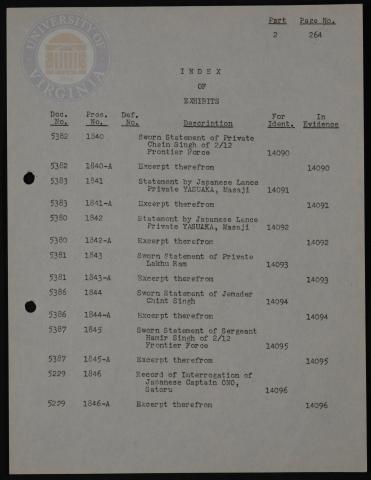 UNIVERSITY OF VIRGINIA
Part Page No.
2 264
I N D E X
OF
EXHIBITS
Doc. No. Pros. No. Def. No. Description For Ident. In Evidence
5382 1840 Sworn Statement of Private
Chain Singh of 2/12
Frontier Force 14090
5382 1840-A Excerpt therefrom 14090
5383 1841 Statement by Japanese Lance
Private YASUAKA, Masaji 14091
5383 1841-A Excerpt therefrom 14091
5380 1842 Statement by Japanese Lance
Private YASUAKA, Masaji 14092
5380 1842-A Excerpt therefrom 14092
5381 1843 Sworn Statement of Private
Lakhu Ram 14093
5381 1843-A Excerpt therefrom 14093
5386 1844 Sworn Statement of Jemadar
Chint Singh 14094
5386 1844-A Excerpt therefrom 14094
5387 1845 Sworn Statement of Sergeant
Hamir Singh of 2/12
Frontier Force 14095
5387 1845-A Excerpt therefrom 14095
5229 1846 Record of Interrogation of
Japanese Captain ONO,
Satoru 14096
5229 1846-A Excerpt therefrom 14096